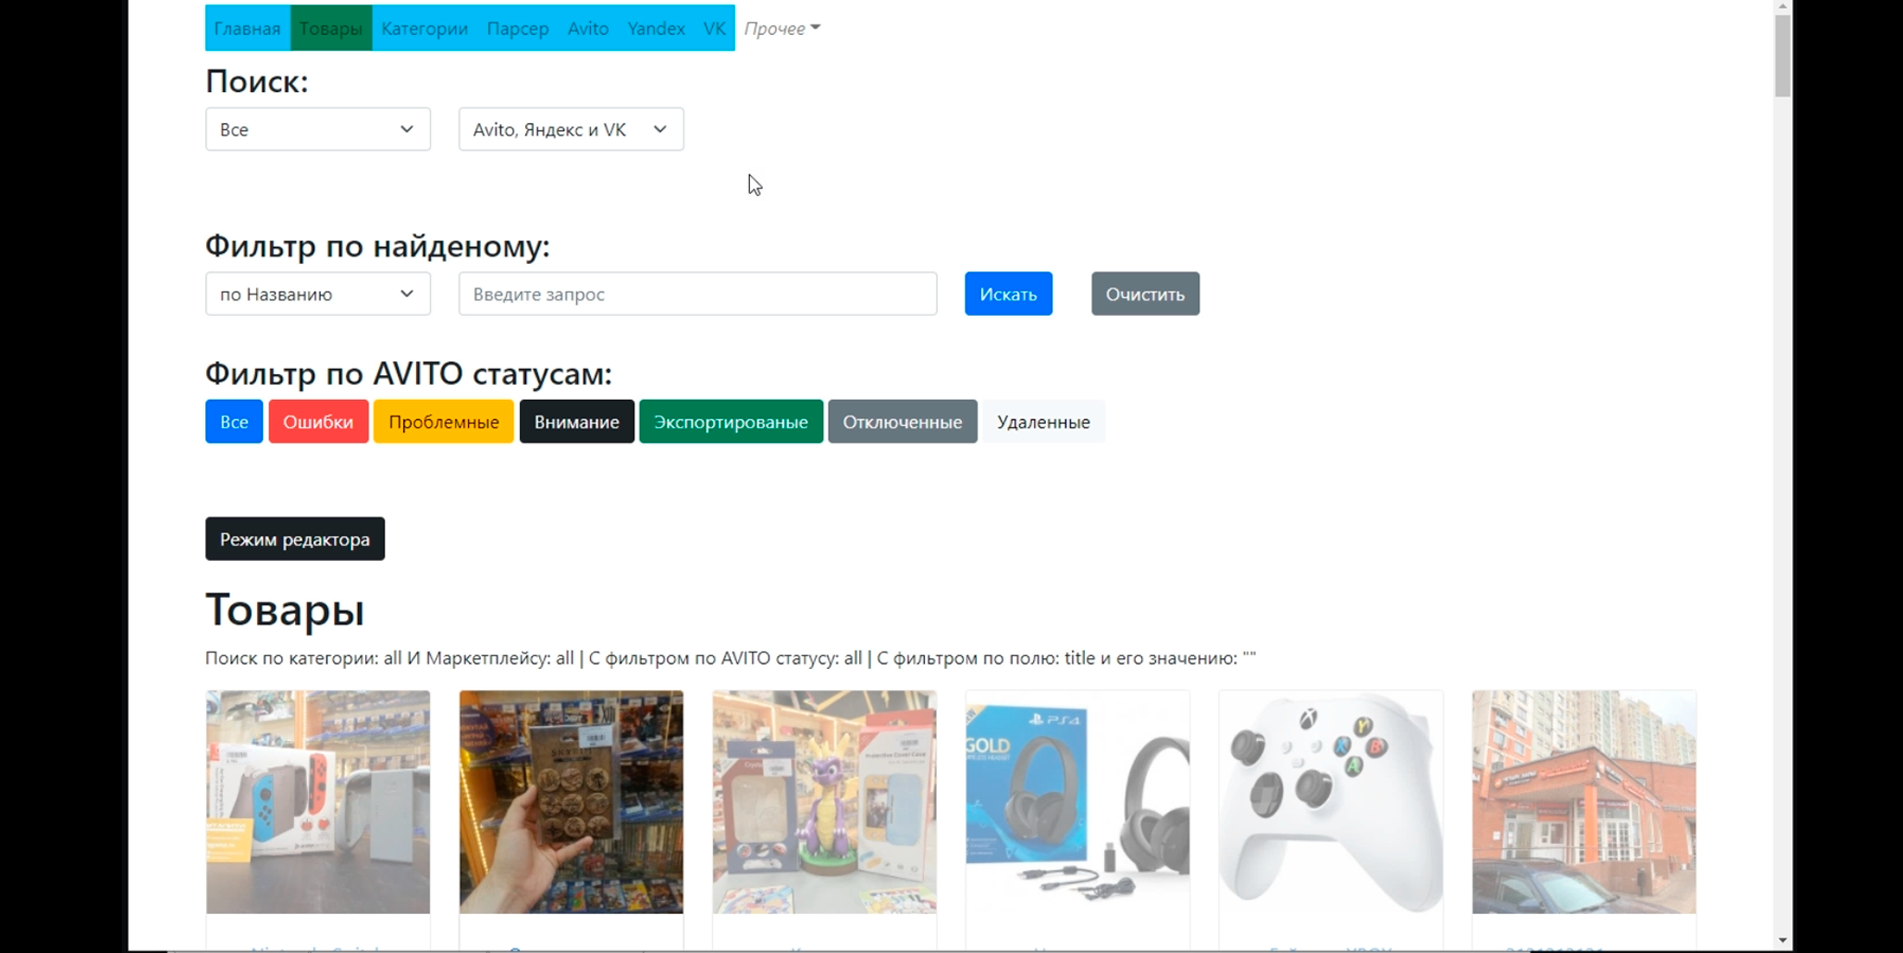 Главная Товары Категории Парсер Avito Yandex VK Прочее
Поиск:
Все Avito, Яндекс и VK
Фильтр по найденому:
по Названию Введите запрос Искать Очистить
Фильтр по AVITO статусам:
Все Ошибки Проблемные Внимание Экспортированые Отключенные Удаленные
Режим редактора
Товары
Поиск по категории: all И Маркетплейсу: all | С фильтром по AVITO статусу: all | С фильтром по полю: title и его значению: ""
PS4
GOLD
Y
X B
A